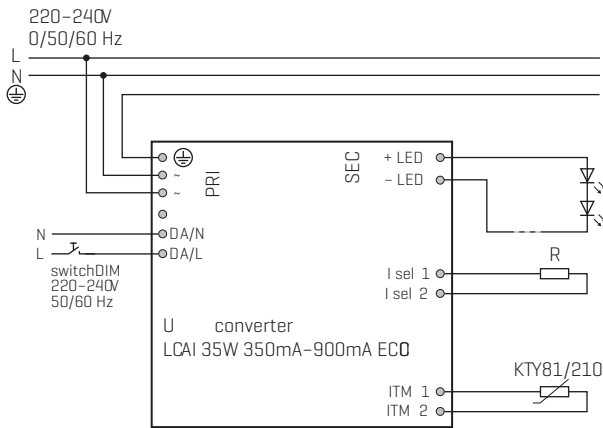 220–240V
0/50/60 Hz
L
N
~
~
PRI
SEC
+ LED
– LED
N
DA/N
L
DA/L
switchDIM
220–240V
50/60 Hz
I sel 1
I sel 2
R
U converter
LCAI 35W 350mA–900mA ECO
ITM 1
ITM 2
KTY81/210